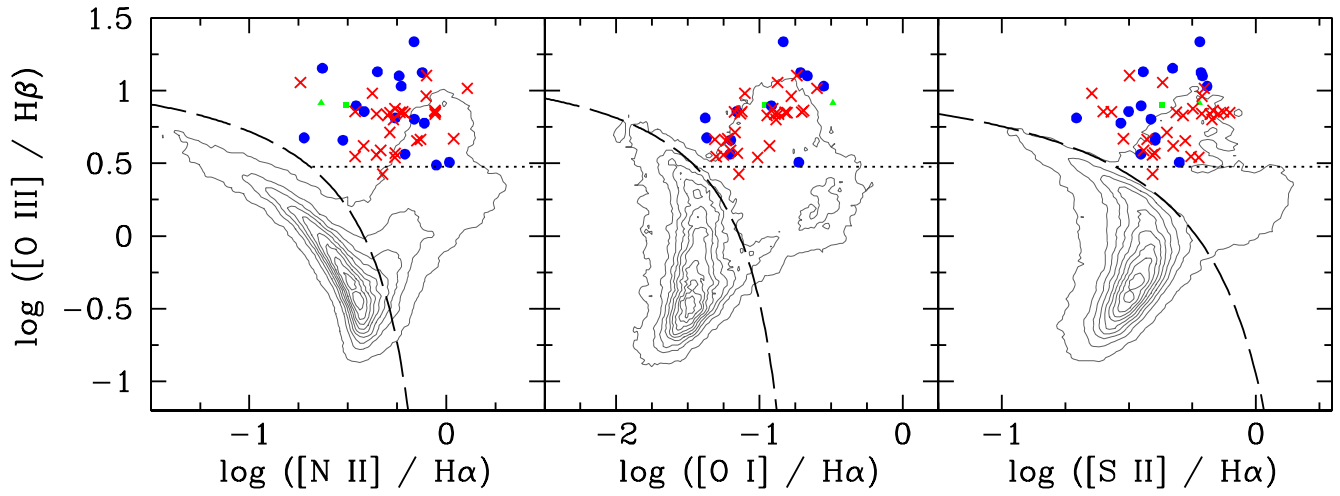 1.5
1
0.5
0
−0.5
−1
log ([O III] / Hβ)
−1 0
−2 −1 0
−1 0
log ([N II] / Hα)
log ([O I] / Hα)
log ([S II] / Hα)